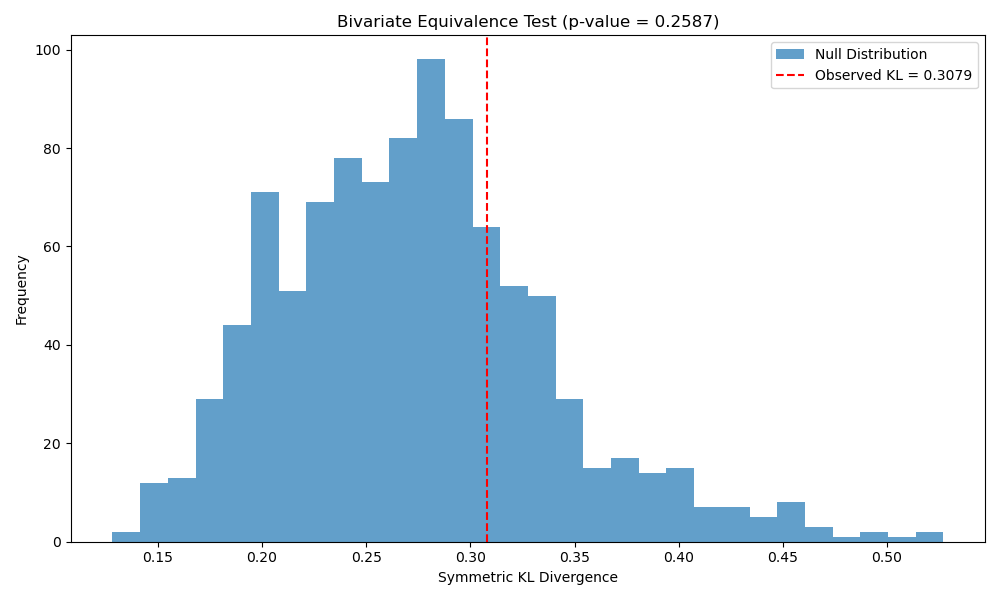 Bivariate Equivalence Test (p-value = 0.2587)
Null Distribution
Observed KL = 0.3079
Frequency
100
80
60
40
20
0
0.15 0.20 0.25 0.30 0.35 0.40 0.45 0.50
Symmetric KL Divergence